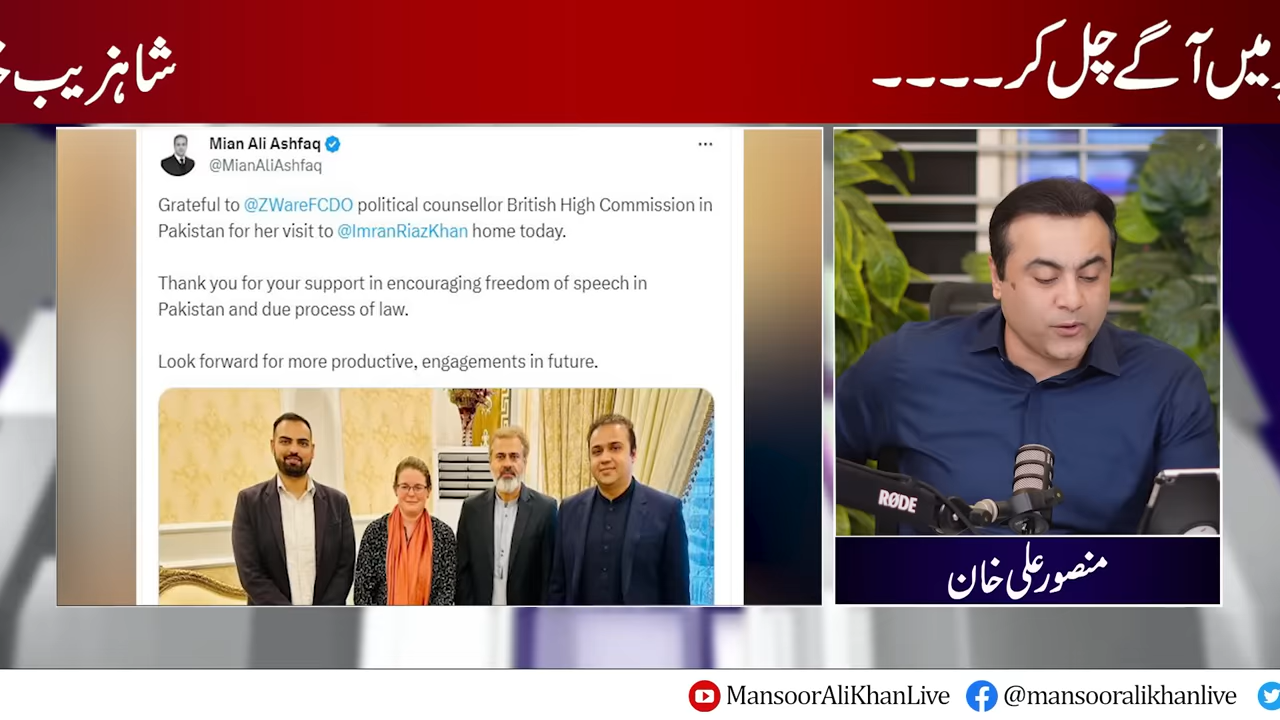 میں آگے چل کر ۔۔۔۔
شاہزیب
Mian Ali Ashfaq
@MianAliAshfaq
Grateful to @ZWareFCDO political counsellor British High Commission in
Pakistan for her visit to @ImranRiazKhan home today.
Thank you for your support in encouraging freedom of speech in
Pakistan and due process of law.
Look forward for more productive, engagements in future.
RØDE
منصور علی خان
MansoorAliKhanLive @mansooralikhanlive